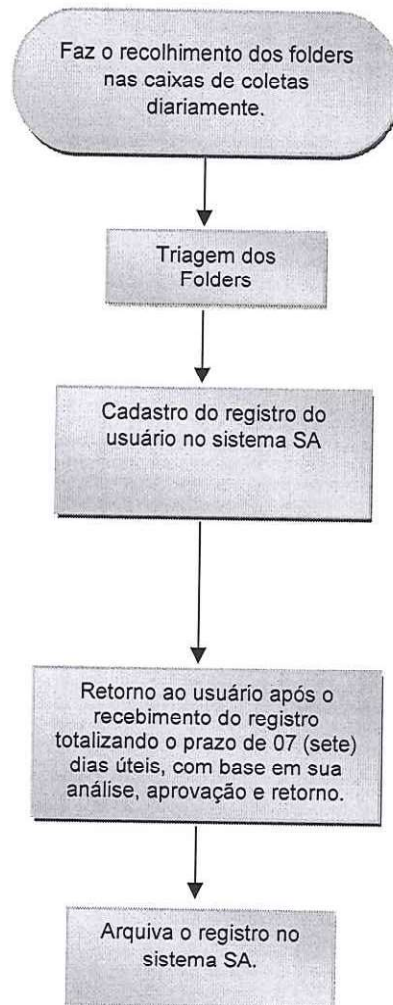 Faz o recolhimento dos folders
nas caixas de coletas
diariamente.
Triagem dos
Folders
Cadastro do registro do
usuário no sistema SA
Retorno ao usuário após o
recebimento do registro
totalizando o prazo de 07 (sete)
dias úteis, com base em sua
análise, aprovação e retorno.
Arquiva o registro no
sistema SA.